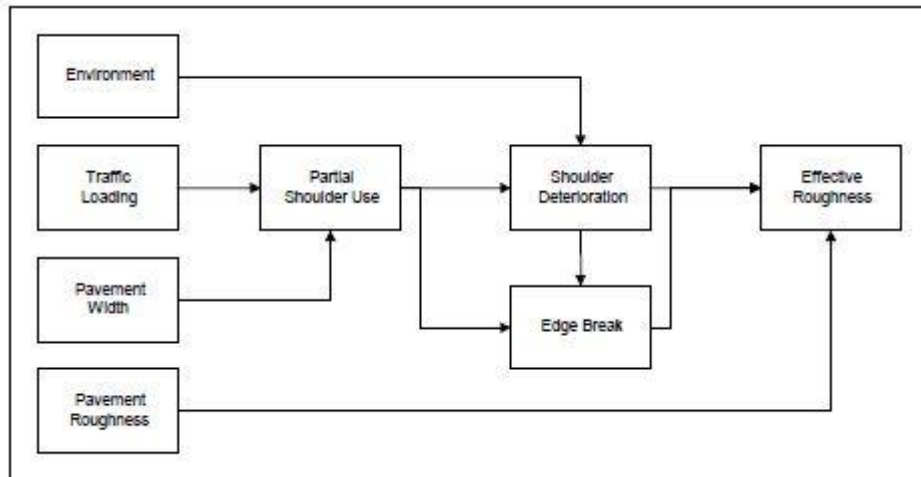 Environment
Traffic
Loading
Partial
Shoulder Use
Shoulder
Deterioration
Effective
Roughness
Pavement
Width
Edge Break
Pavement
Roughness